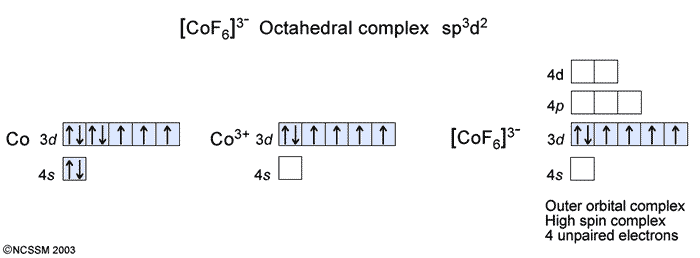 [CoF6]3- Octahedral complex sp3d2
4d
4p
Co 3d Co3+ 3d [CoF6]3- 3d
4s 4s 4s
Outer orbital complex
High spin complex
4 unpaired electrons
©NCSSM 2003